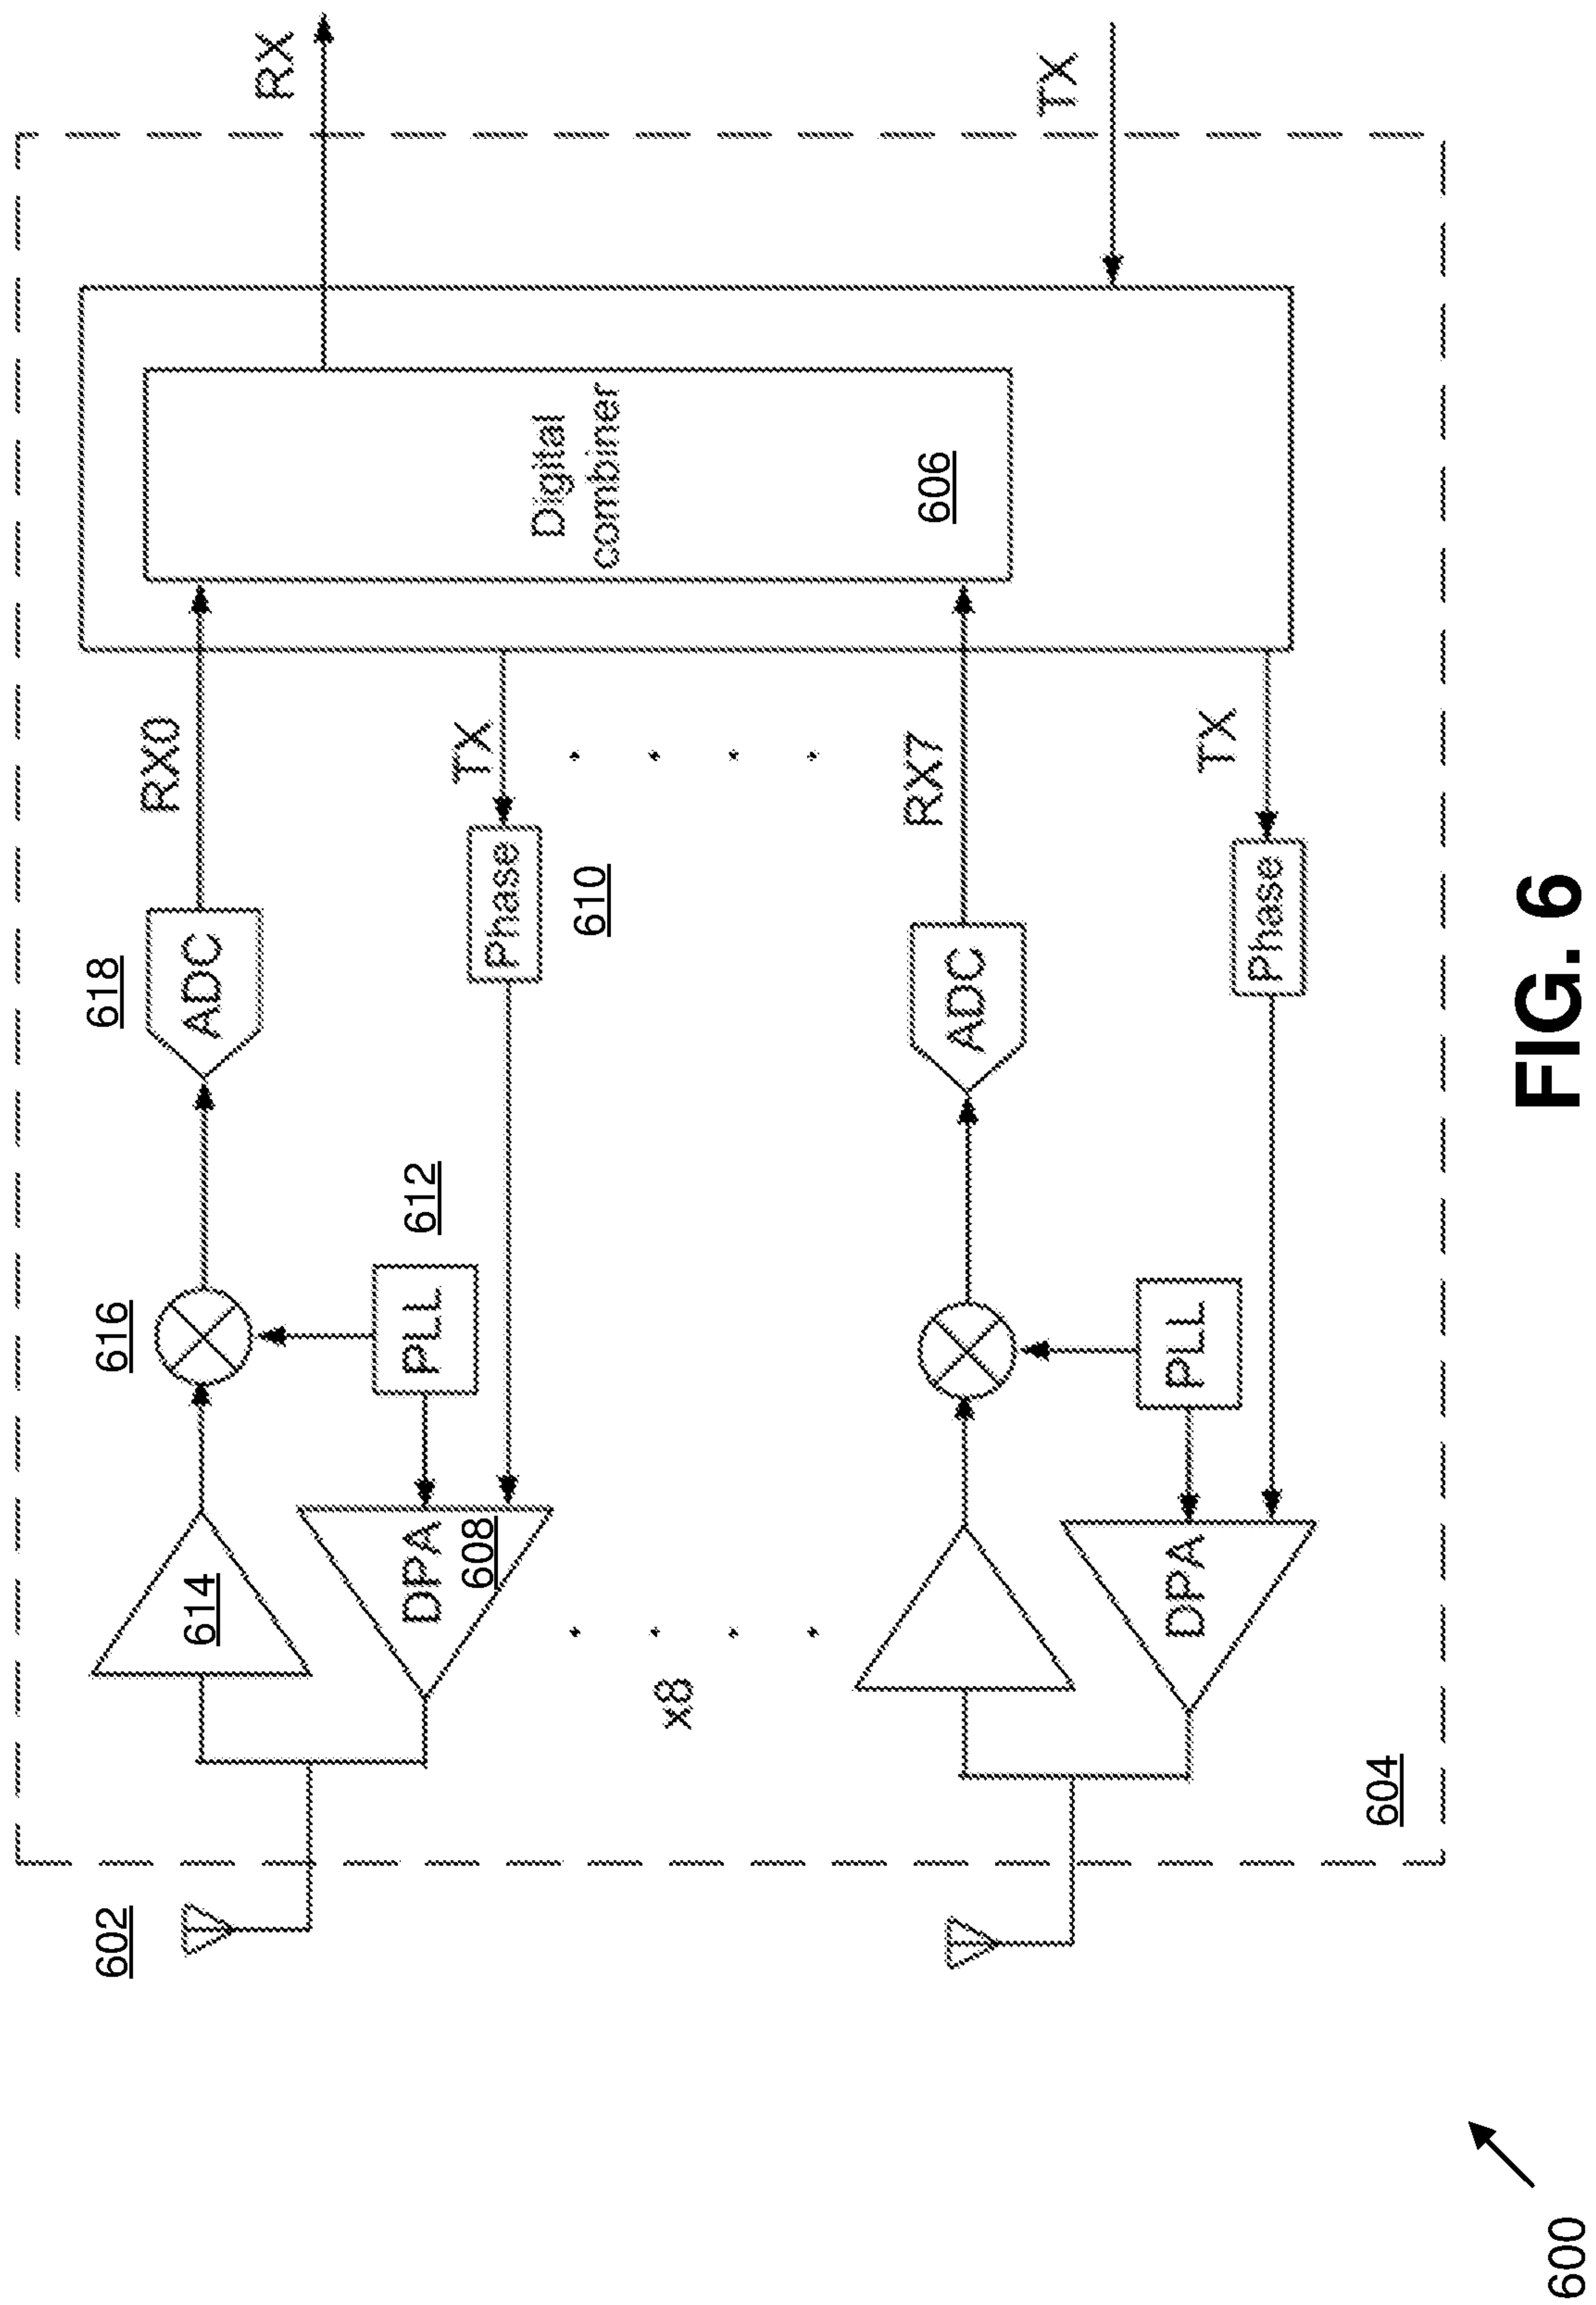 RX
TX
Digital
combiner
606
RX0
TX
RX7
TX
618
ADC
Phase
610
ADC
Phase
616
PLL
612
PLL
614
DPA
608
x8
DPA
602
604
600
FIG. 6